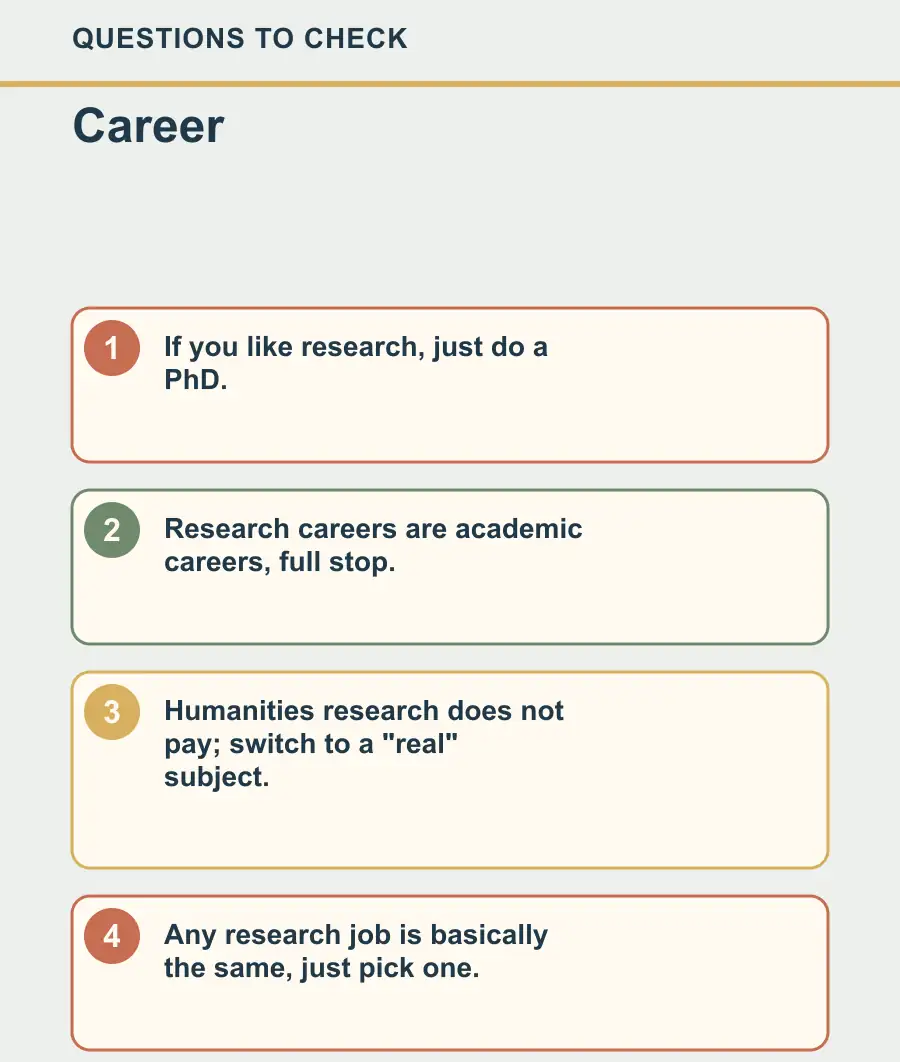 QUESTIONS TO CHECK
Career
1
If you like research, just do a
PhD.
2
Research careers are academic
careers, full stop.
3
Humanities research does not
pay; switch to a "real"
subject.
4
Any research job is basically
the same, just pick one.